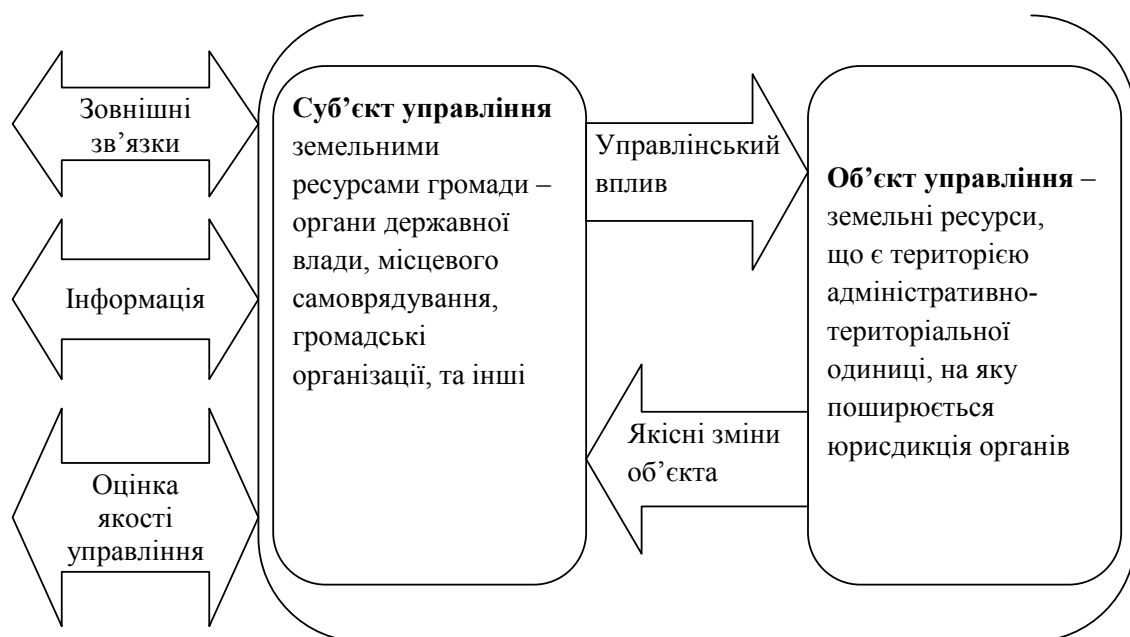 Зовнішні
зв’язки
Інформація
Оцінка
якості
управління
Суб’єкт управління
земельними
ресурсами громади –
органи державної
влади, місцевого
самоврядування,
громадські
організації, та інші
Управлінський
вплив
Якісні зміни
об’єкта
Об’єкт управління –
земельні ресурси,
що є територією
адміністративно-
територіальної
одиниці, на яку
поширюється
юрисдикція органів